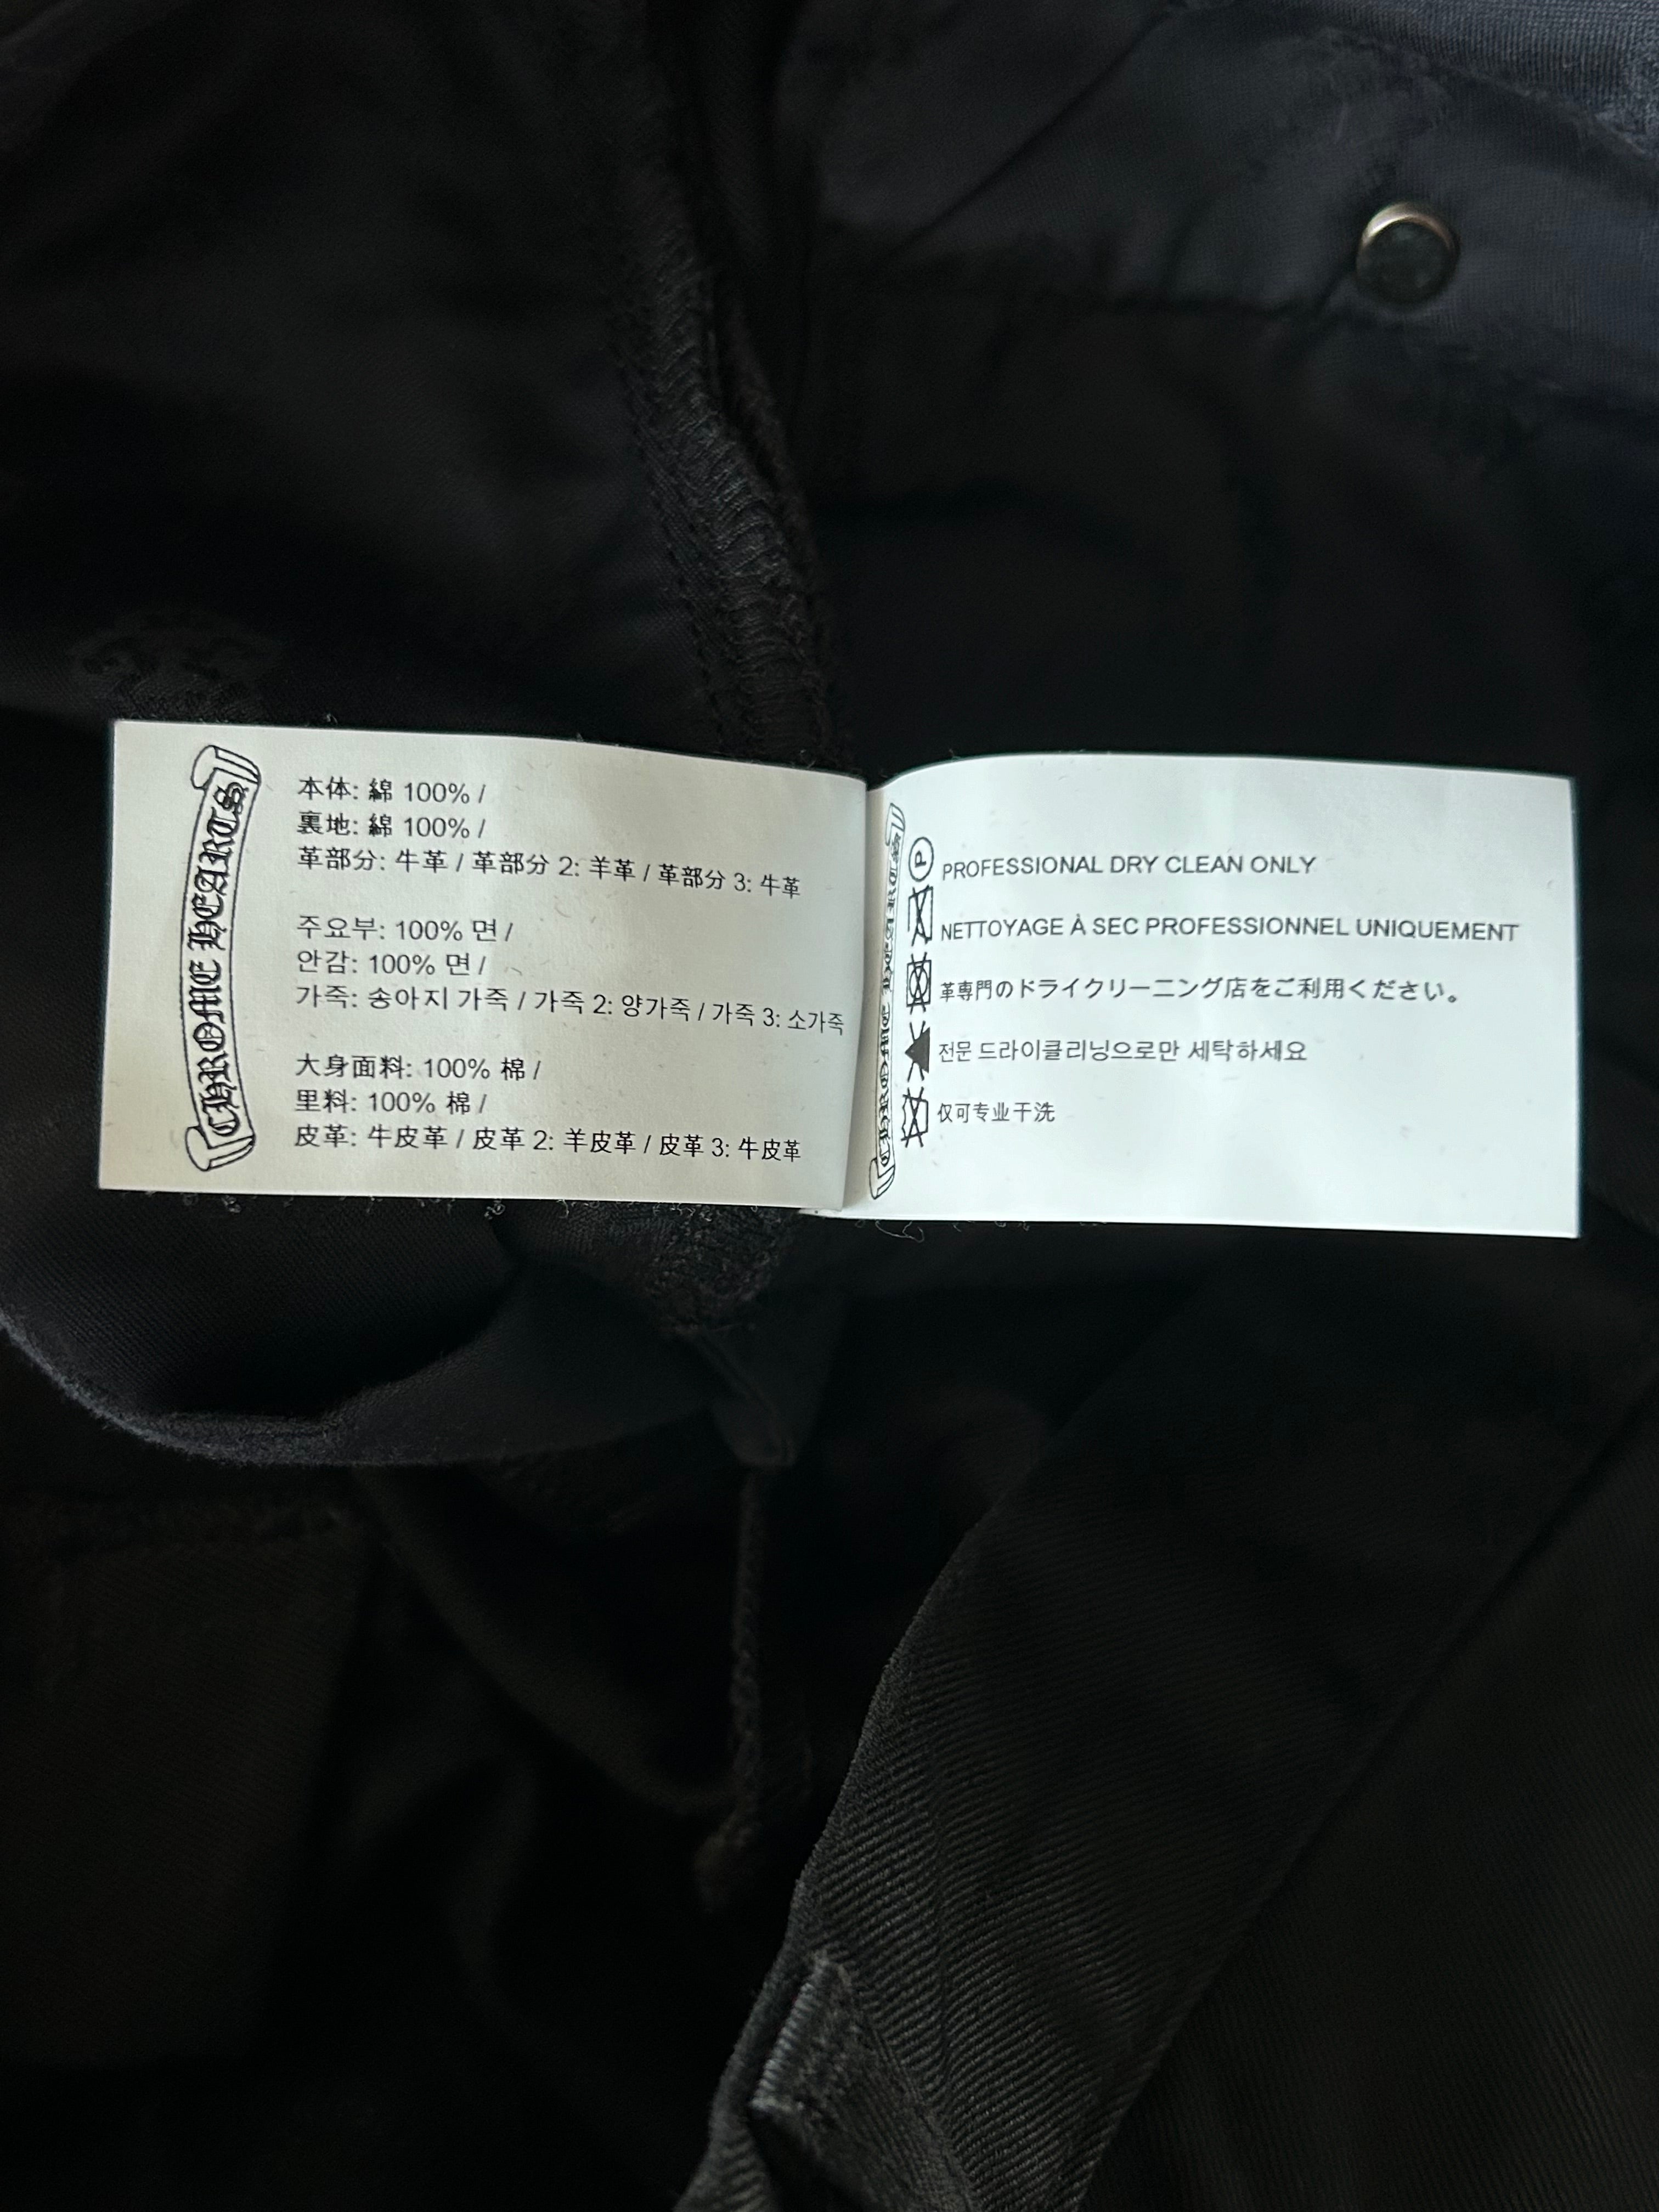 CHROME HEARTS
本体: 綿 100% /
裏地: 綿 100% /
革部分: 牛革 / 革部分 2: 羊革 / 革部分 3: 牛革
주요부: 100% 면 /
안감: 100% 면 /
가죽: 송아지 가죽 / 가죽 2: 양가죽 / 가죽 3: 소가죽
大身面料: 100% 棉 /
里料: 100% 棉 /
皮革: 牛皮革 / 皮革 2: 羊皮革 / 皮革 3: 牛皮革
P
PROFESSIONAL DRY CLEAN ONLY
NETTOYAGE À SEC PROFESSIONNEL UNIQUEMENT
革専門のドライクリーニング店をご利用ください。
전문 드라이클리닝으로만 세탁하세요
仅可专业干洗